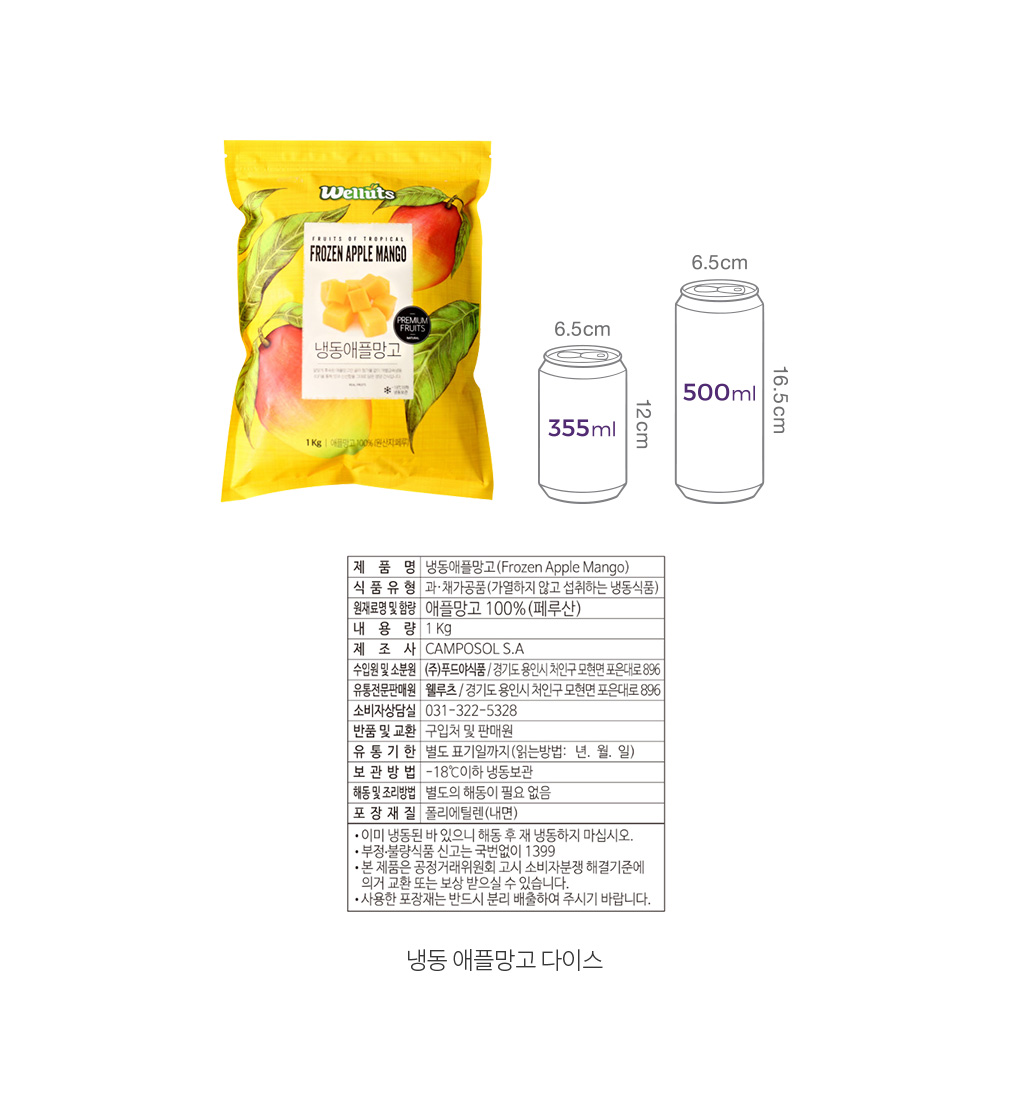 Welluts
FRUITS OF TROPICAL
FROZEN APPLE MANGO
PREMIUM
FRUITS
NATURAL
냉동애플망고
1 Kg | 애플망고 100% (원산지:페루)
6.5cm
355ml
12cm
6.5cm
500ml
16.5cm
제 품 명 냉동애플망고(Frozen Apple Mango)
식 품 유 형 과·채가공품(가열하지 않고 섭취하는 냉동식품)
원재료명 및 함량 애플망고 100%(페루산)
내 용 량 1 Kg
제 조 사 CAMPOSOL S.A
수입원 및 소분원 (주)푸드야식품 / 경기도 용인시 처인구 모현면 포은대로 896
유통전문판매원 웰루츠 / 경기도 용인시 처인구 모현면 포은대로 896
소비자상담실 031-322-5328
반품 및 교환 구입처 및 판매원
유 통 기 한 별도 표기일까지(읽는방법: 년. 월. 일)
보 관 방 법 -18℃이하 냉동보관
해동 및 조리방법 별도의 해동이 필요 없음
포 장 재 질 폴리에틸렌(내면)
• 이미 냉동된 바 있으니 해동 후 재 냉동하지 마십시오.
• 부정·불량식품 신고는 국번없이 1399
• 본 제품은 공정거래위원회 고시 소비자분쟁 해결기준에
의거 교환 또는 보상 받으실 수 있습니다.
• 사용한 포장재는 반드시 분리 배출하여 주시기 바랍니다.
냉동 애플망고 다이스